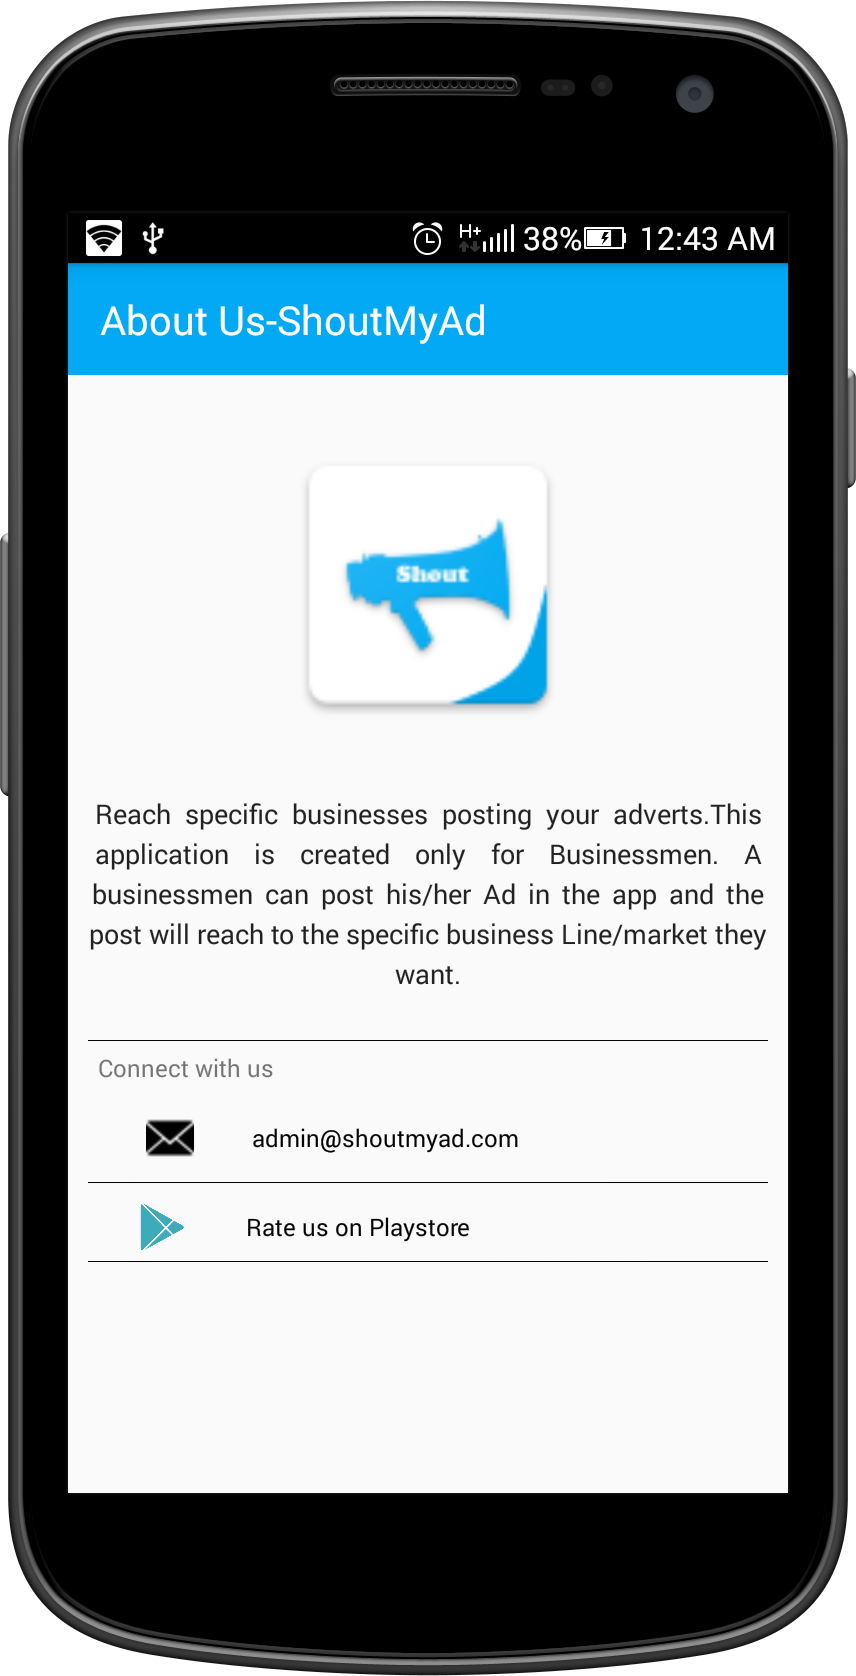 H+ 38% 12:43 AM
About Us-ShoutMyAd
Shout
Reach specific businesses posting your adverts.This
application is created only for Businessmen. A
businessmen can post his/her Ad in the app and the
post will reach to the specific business Line/market they
want.
Connect with us
admin@shoutmyad.com
Rate us on Playstore